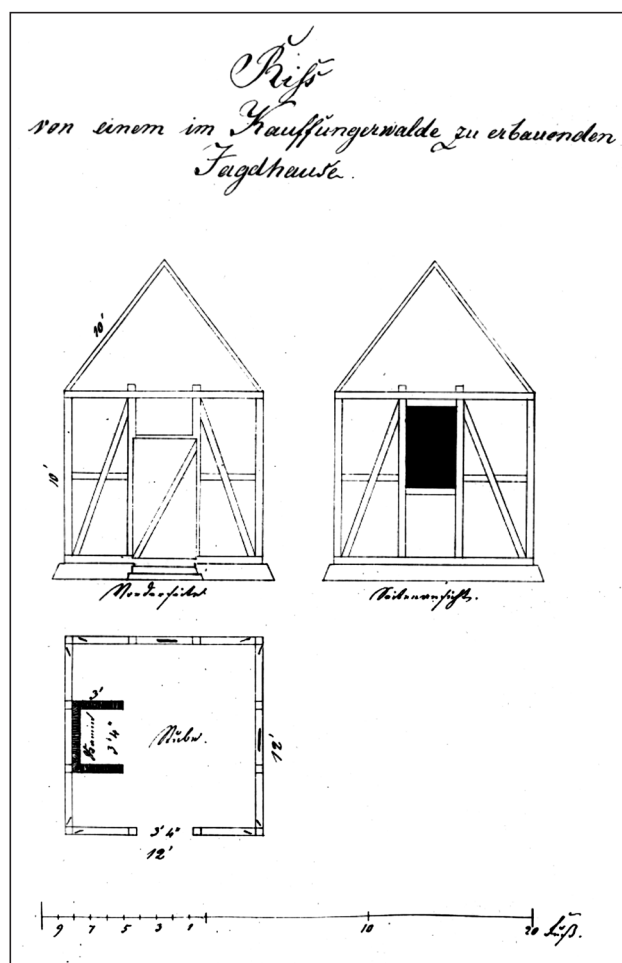 Riß
von einem im Kauffungerwalde zu erbauenden
Jagdhause.
10'
10'
Vorderseite
Seitenansicht.
3'
Kamin
3' 4"
Stube.
12'
3' 4"
12'
9 7 5 3 1 10 20 Fuß.